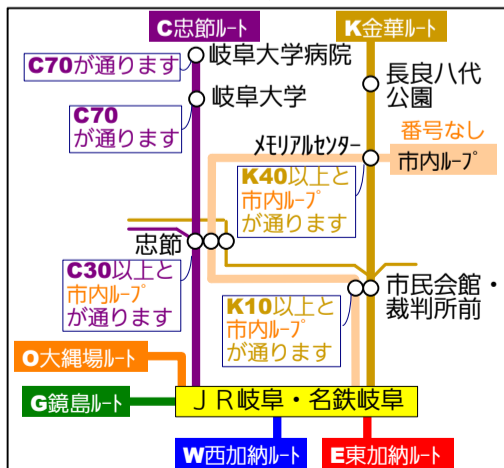 C忠節ルート
K金華ルート
C70が通ります
岐阜大学病院
C70
が通ります
岐阜大学
長良八代
公園
番号なし
メモリアルセンター
市内ループ
K40以上と
市内ループ
が通ります
忠節
C30以上と
市内ループ
が通ります
K10以上と
市内ループ
が通ります
市民会館・
裁判所前
O大縄場ルート
G鏡島ルート
JR岐阜・名鉄岐阜
W西加納ルート
E東加納ルート